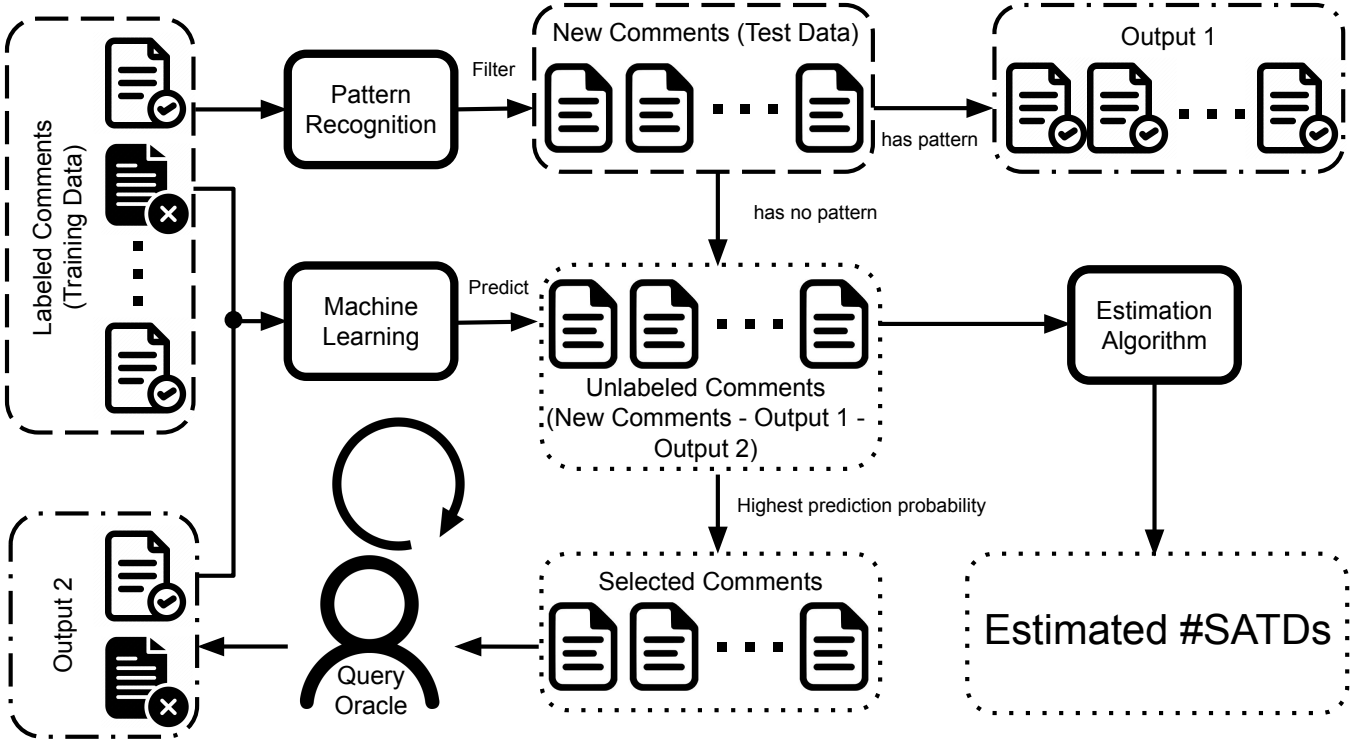 Labeled Comments
(Training Data)
Pattern
Recognition
Filter
New Comments (Test Data)
has pattern
Output 1
has no pattern
Machine
Learning
Predict
Unlabeled Comments
(New Comments - Output 1 -
Output 2)
Estimation
Algorithm
Highest prediction probability
Output 2
Query
Oracle
Selected Comments
Estimated #SATDs